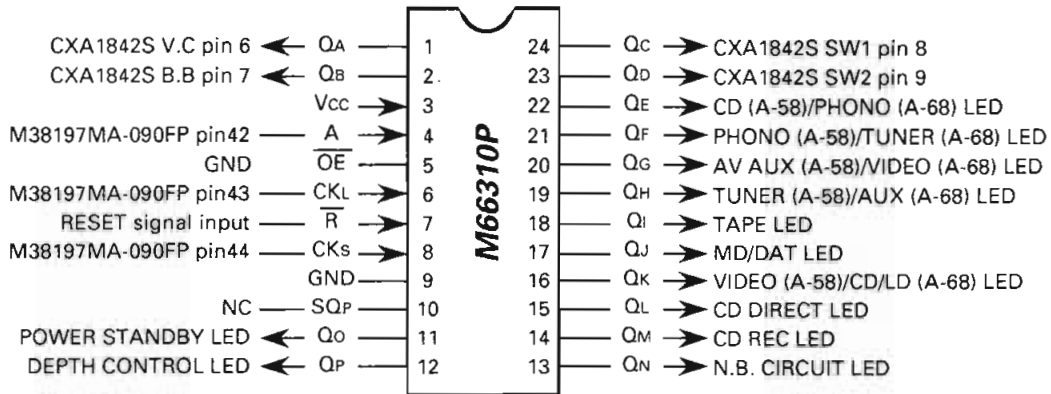 CXA1842S V.C pin 6 QA 1 24 QC CXA1842S SW1 pin 8
CXA1842S B.B pin 7 QB 2 23 QD CXA1842S SW2 pin 9
Vcc 3 22 QE CD (A-58)/PHONO (A-68) LED
M38197MA-090FP pin42 A 4 21 QF PHONO (A-58)/TUNER (A-68) LED
GND OE 5 20 QG AV AUX (A-58)/VIDEO (A-68) LED
M38197MA-090FP pin43 CKL 6 19 QH TUNER (A-58)/AUX (A-68) LED
RESET signal input R 7 18 QI TAPE LED
M38197MA-090FP pin44 CKS 8 17 QJ MD/DAT LED
GND 9 16 QK VIDEO (A-58)/CD/LD (A-68) LED
NC SQP 10 15 QL CD DIRECT LED
POWER STANDBY LED QO 11 14 QM CD REC LED
DEPTH CONTROL LED QP 12 13 QN N.B. CIRCUIT LED
M66310P